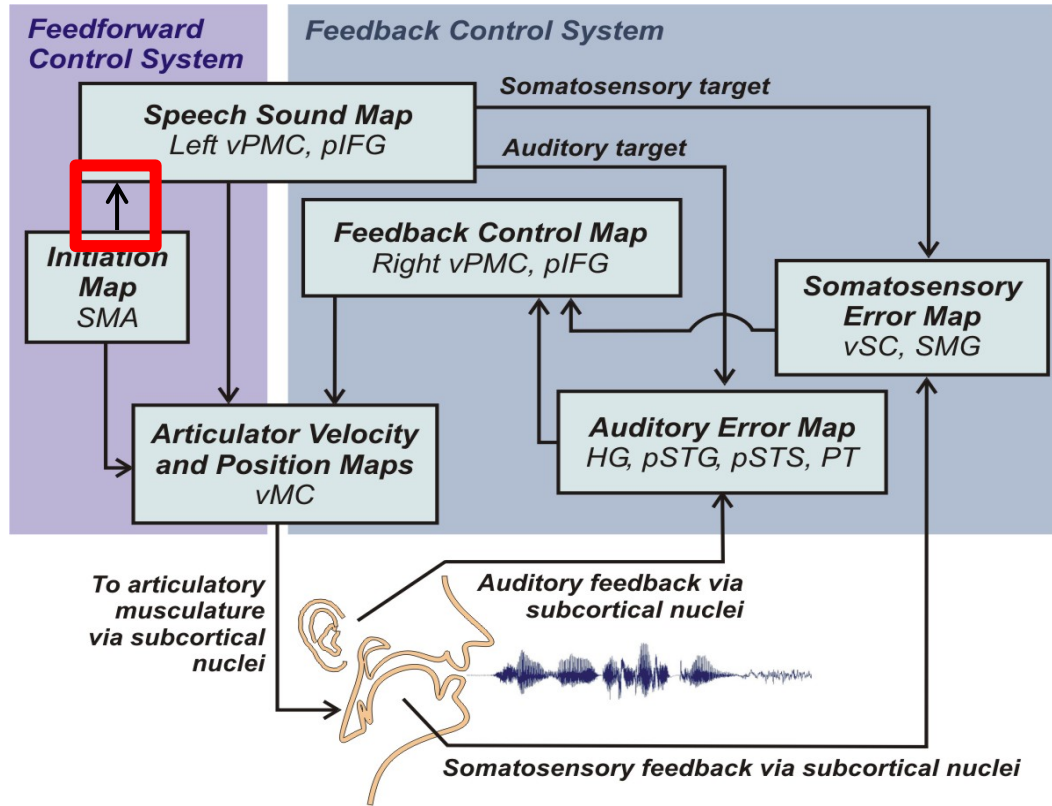 Feedforward
Control System
Feedback Control System
Speech Sound Map
Left vPMC, pIFG
Somatosensory target
Auditory target
Initiation
Map
SMA
Feedback Control Map
Right vPMC, pIFG
Somatosensory
Error Map
vSC, SMG
Articulator Velocity
and Position Maps
vMC
Auditory Error Map
HG, pSTG, pSTS, PT
To articulatory
musculature
via subcortical
nuclei
Auditory feedback via
subcortical nuclei
Somatosensory feedback via subcortical nuclei